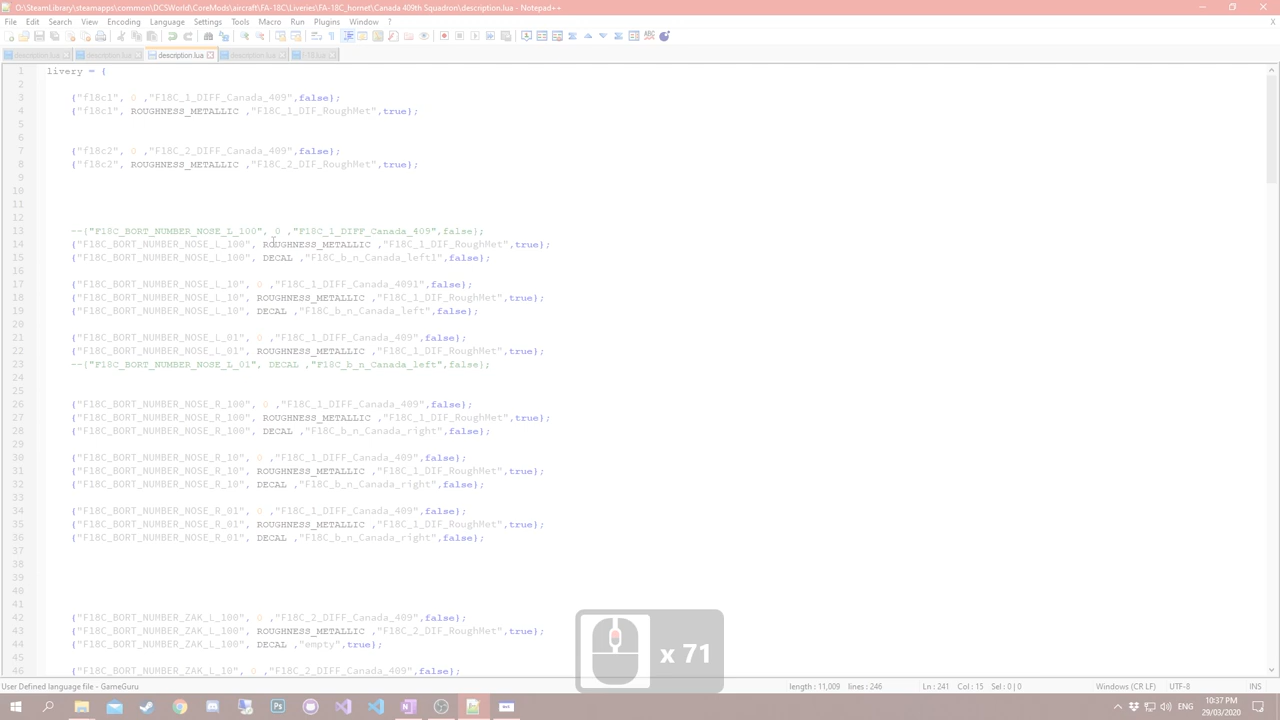 O:\SteamLibrary\steamapps\common\DCSWorld\CoreMods\aircraft\FA-18C\Liveries\FA-18C_hornet\Canada 409th Squadron\description.lua - Notepad++
File Edit Search View Encoding Language Settings Tools Macro Run Plugins Window ? X
description.lua description.lua description.lua description.lua
1 livery = {
2
3 {"f18c1", 0 ,"F18C_1_DIFF_Canada_409",false};
4 {"f18c1", ROUGHNESS_METALLIC ,"F18C_1_DIF_RoughMet",true};
5
6
7 {"f18c2", 0 ,"F18C_2_DIFF_Canada_409",false};
8 {"f18c2", ROUGHNESS_METALLIC ,"F18C_2_DIF_RoughMet",true};
9
10
11
12
13 --{"F18C_BORT_NUMBER_NOSE_L_100", 0 ,"F18C_1_DIFF_Canada_409",false};
14 {"F18C_BORT_NUMBER_NOSE_L_100", ROUGHNESS_METALLIC ,"F18C_1_DIF_RoughMet",true};
15 {"F18C_BORT_NUMBER_NOSE_L_100", DECAL ,"F18C_b_n_Canada_left1",false};
16
17 {"F18C_BORT_NUMBER_NOSE_L_10", 0 ,"F18C_1_DIFF_Canada_4091",false};
18 {"F18C_BORT_NUMBER_NOSE_L_10", ROUGHNESS_METALLIC ,"F18C_1_DIF_RoughMet",true};
19 {"F18C_BORT_NUMBER_NOSE_L_10", DECAL ,"F18C_b_n_Canada_left",false};
20
21 {"F18C_BORT_NUMBER_NOSE_L_01", 0 ,"F18C_1_DIFF_Canada_409",false};
22 {"F18C_BORT_NUMBER_NOSE_L_01", ROUGHNESS_METALLIC ,"F18C_1_DIF_RoughMet",true};
23 --{"F18C_BORT_NUMBER_NOSE_L_01", DECAL ,"F18C_b_n_Canada_left",false};
24
25
26 {"F18C_BORT_NUMBER_NOSE_R_100", 0 ,"F18C_1_DIFF_Canada_409",false};
27 {"F18C_BORT_NUMBER_NOSE_R_100", ROUGHNESS_METALLIC ,"F18C_1_DIF_RoughMet",true};
28 {"F18C_BORT_NUMBER_NOSE_R_100", DECAL ,"F18C_b_n_Canada_right",false};
29
30 {"F18C_BORT_NUMBER_NOSE_R_10", 0 ,"F18C_1_DIFF_Canada_409",false};
31 {"F18C_BORT_NUMBER_NOSE_R_10", ROUGHNESS_METALLIC ,"F18C_1_DIF_RoughMet",true};
32 {"F18C_BORT_NUMBER_NOSE_R_10", DECAL ,"F18C_b_n_Canada_right",false};
33
34 {"F18C_BORT_NUMBER_NOSE_R_01", 0 ,"F18C_1_DIFF_Canada_409",false};
35 {"F18C_BORT_NUMBER_NOSE_R_01", ROUGHNESS_METALLIC ,"F18C_1_DIF_RoughMet",true};
36 {"F18C_BORT_NUMBER_NOSE_R_01", DECAL ,"F18C_b_n_Canada_right",false};
37
38
39
40
41
42 {"F18C_BORT_NUMBER_ZAK_L_100", 0 ,"F18C_2_DIFF_Canada_409",false};
43 {"F18C_BORT_NUMBER_ZAK_L_100", ROUGHNESS_METALLIC ,"F18C_2_DIF_RoughMet",true};
44 {"F18C_BORT_NUMBER_ZAK_L_100", DECAL ,"empty",true};
45
46 {"F18C_BORT_NUMBER_ZAK_L_10", 0 ,"F18C_2_DIFF_Canada_409",false};
x 71
User Defined language file - GameGuru length : 11,009 lines : 246 Ln : 241 Col : 15 Sel : 0 | 0 Windows (CR LF) UTF-8 INS
10:37 PM
29/03/2020